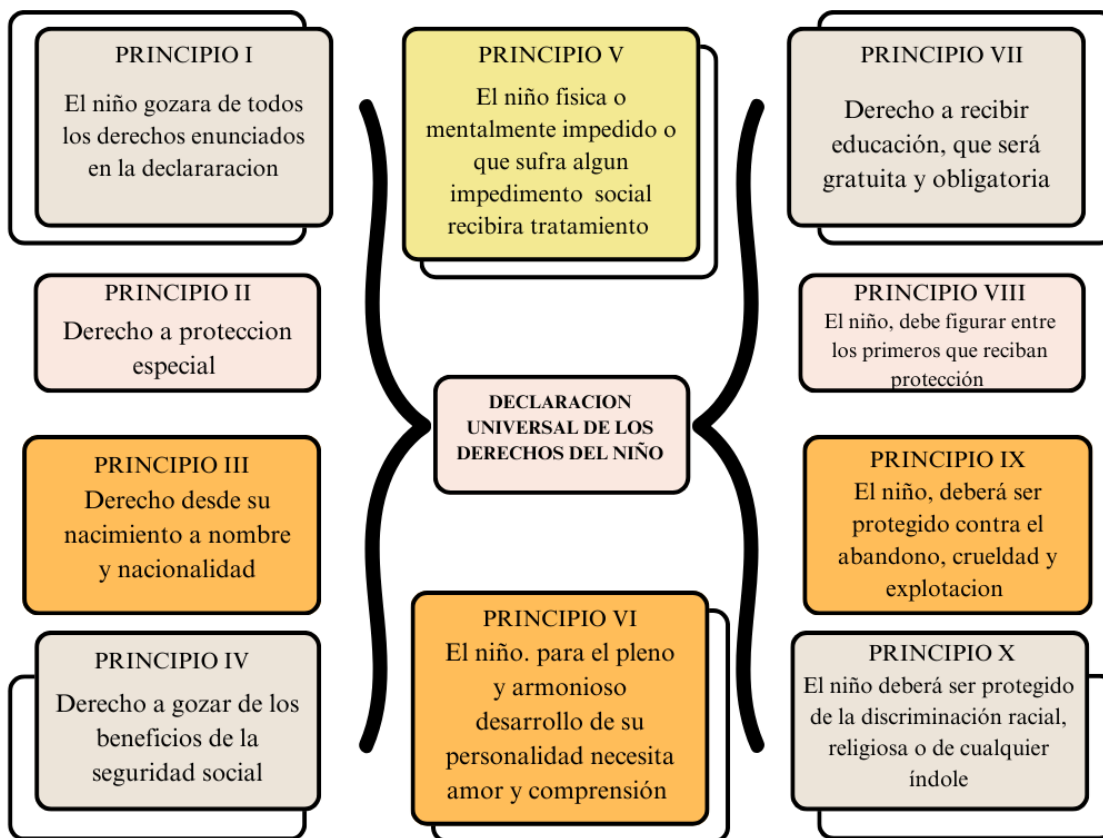 PRINCIPIO I
El niño gozara de todos
los derechos enunciados
en la declararacion
PRINCIPIO II
Derecho a proteccion
especial
PRINCIPIO III
Derecho desde su
nacimiento a nombre
y nacionalidad
PRINCIPIO IV
Derecho a gozar de los
beneficios de la
seguridad social
PRINCIPIO V
El niño fisica o
mentalmente impedido o
que sufra algun
impedimento social
recibira tratamiento
DECLARACION
UNIVERSAL DE LOS
DERECHOS DEL NIÑO
PRINCIPIO VI
El niño. para el pleno
y armonioso
desarrollo de su
personalidad necesita
amor y comprensión
PRINCIPIO VII
Derecho a recibir
educación, que será
gratuita y obligatoria
PRINCIPIO VIII
El niño, debe figurar entre
los primeros que reciban
protección
PRINCIPIO IX
El niño, deberá ser
protegido contra el
abandono, crueldad y
explotacion
PRINCIPIO X
El niño deberá ser protegido
de la discriminación racial,
religiosa o de cualquier
índole